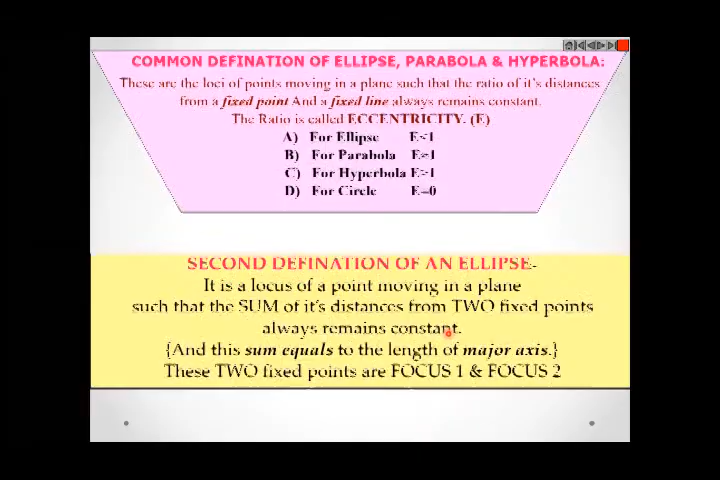 COMMON DEFINATION OF ELLIPSE, PARABOLA & HYPERBOLA:
These are the loci of points moving in a plane such that the ratio of it's distances
from a fixed point And a fixed line always remains constant.
The Ratio is called ECCENTRICITY. (E)
A) For Ellipse E<1
B) For Parabola E=1
C) For Hyperbola E>1
D) For Circle E=0
SECOND DEFINATION OF AN ELLIPSE:-
It is a locus of a point moving in a plane
such that the SUM of it's distances from TWO fixed points
always remains constant.
{And this sum equals to the length of major axis.}
These TWO fixed points are FOCUS 1 & FOCUS 2